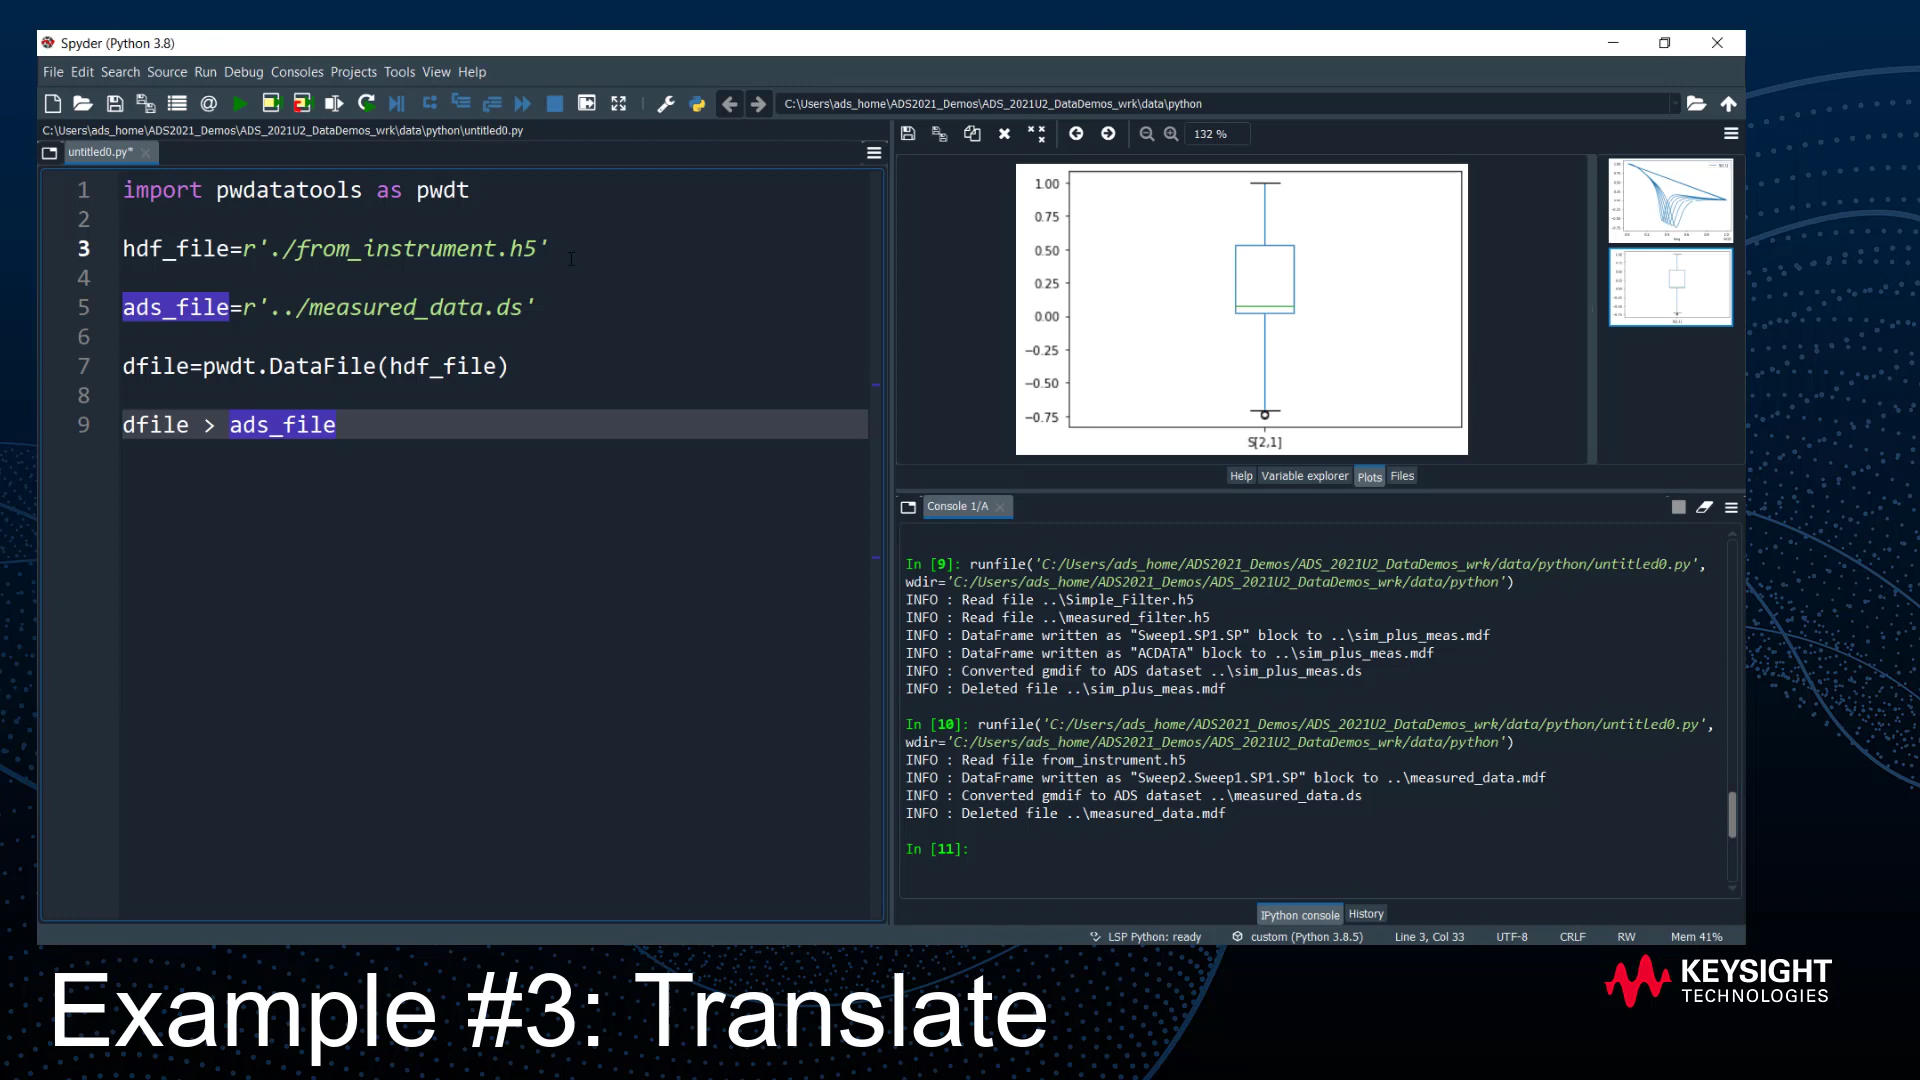 Spyder (Python 3.8)
File Edit Search Source Run Debug Consoles Projects Tools View Help
C:\Users\ads_home\ADS2021_Demos\ADS_2021U2_DataDemos_wrk\data\python
C:\Users\ads_home\ADS2021_Demos\ADS_2021U2_DataDemos_wrk\data\python\untitled0.py
untitled0.py*
1 import pwdatatools as pwdt
2
3 hdf_file=r'./from_instrument.h5'
4
5 ads_file=r'../measured_data.ds'
6
7 dfile=pwdt.DataFile(hdf_file)
8
9 dfile > ads_file
132 %
1.00
0.75
0.50
0.25
0.00
−0.25
−0.50
−0.75
S[2,1]
Help Variable explorer Plots Files
Console 1/A
In [9]: runfile('C:/Users/ads_home/ADS2021_Demos/ADS_2021U2_DataDemos_wrk/data/python/untitled0.py',
wdir='C:/Users/ads_home/ADS2021_Demos/ADS_2021U2_DataDemos_wrk/data/python')
INFO : Read file ..\Simple_Filter.h5
INFO : Read file ..\measured_filter.h5
INFO : DataFrame written as "Sweep1.SP1.SP" block to ..\sim_plus_meas.mdf
INFO : DataFrame written as "ACDATA" block to ..\sim_plus_meas.mdf
INFO : Converted gmdif to ADS dataset ..\sim_plus_meas.ds
INFO : Deleted file ..\sim_plus_meas.mdf
In [10]: runfile('C:/Users/ads_home/ADS2021_Demos/ADS_2021U2_DataDemos_wrk/data/python/untitled0.py',
wdir='C:/Users/ads_home/ADS2021_Demos/ADS_2021U2_DataDemos_wrk/data/python')
INFO : Read file from_instrument.h5
INFO : DataFrame written as "Sweep2.Sweep1.SP1.SP" block to ..\measured_data.mdf
INFO : Converted gmdif to ADS dataset ..\measured_data.ds
INFO : Deleted file ..\measured_data.mdf
In [11]:
IPython console History
LSP Python: ready custom (Python 3.8.5) Line 3, Col 33 UTF-8 CRLF RW Mem 41%
Example #3: Translate
KEYSIGHT
TECHNOLOGIES